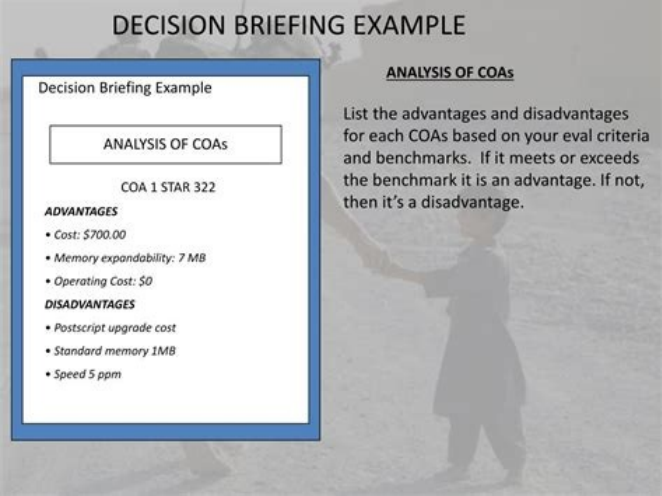 DECISION BRIEFING EXAMPLE
Decision Briefing Example
ANALYSIS OF COAs
COA 1 STAR 322
ADVANTAGES
• Cost: $700.00
• Memory expandability: 7 MB
• Operating Cost: $0
DISADVANTAGES
• Postscript upgrade cost
• Standard memory 1MB
• Speed 5 ppm
ANALYSIS OF COAs
List the advantages and disadvantages
for each COAs based on your eval criteria
and benchmarks. If it meets or exceeds
the benchmark it is an advantage. If not,
then it’s a disadvantage.